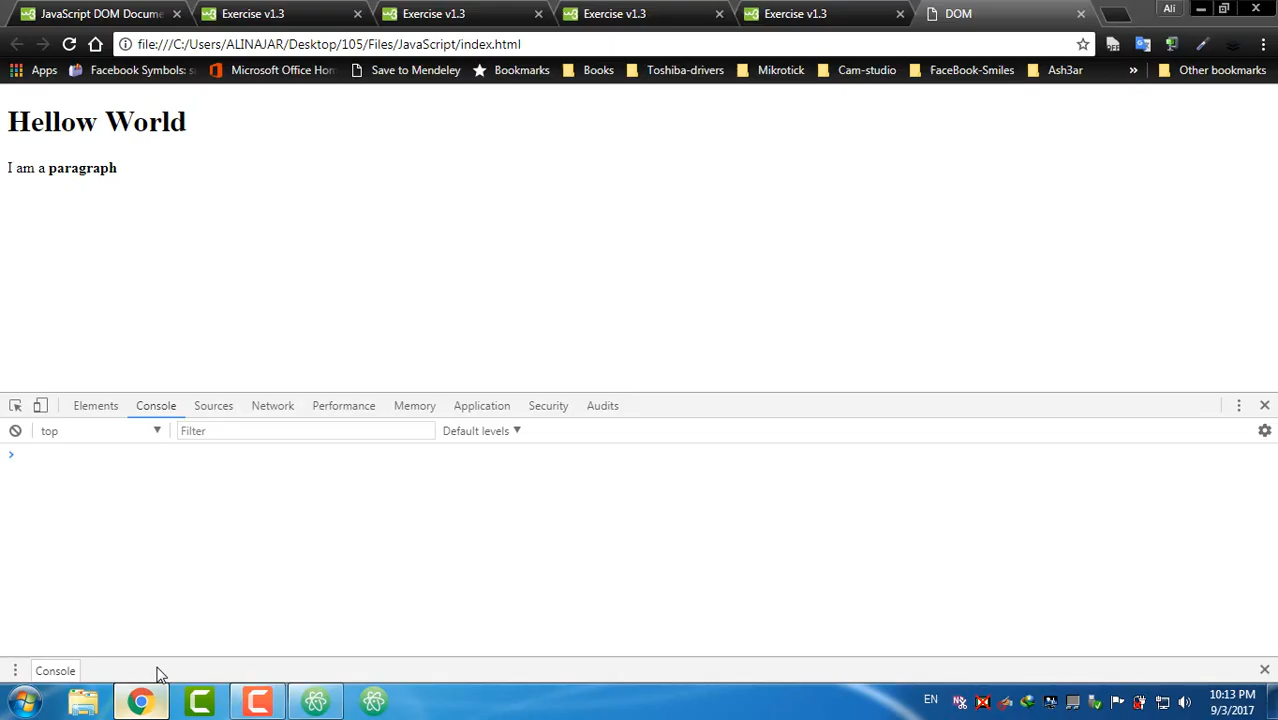 JavaScript DOM Docume
Exercise v1.3
Exercise v1.3
Exercise v1.3
Exercise v1.3
DOM
Ali
file:///C:/Users/ALINAJAR/Desktop/105/Files/JavaScript/index.html
Apps
Facebook Symbols: s
Microsoft Office Hom
Save to Mendeley
Bookmarks
Books
Toshiba-drivers
Mikrotick
Cam-studio
FaceBook-Smiles
Ash3ar
»
Other bookmarks
Hellow World
I am a paragraph
Elements
Console
Sources
Network
Performance
Memory
Application
Security
Audits
top
Filter
Default levels
Console
EN
10:13 PM
9/3/2017